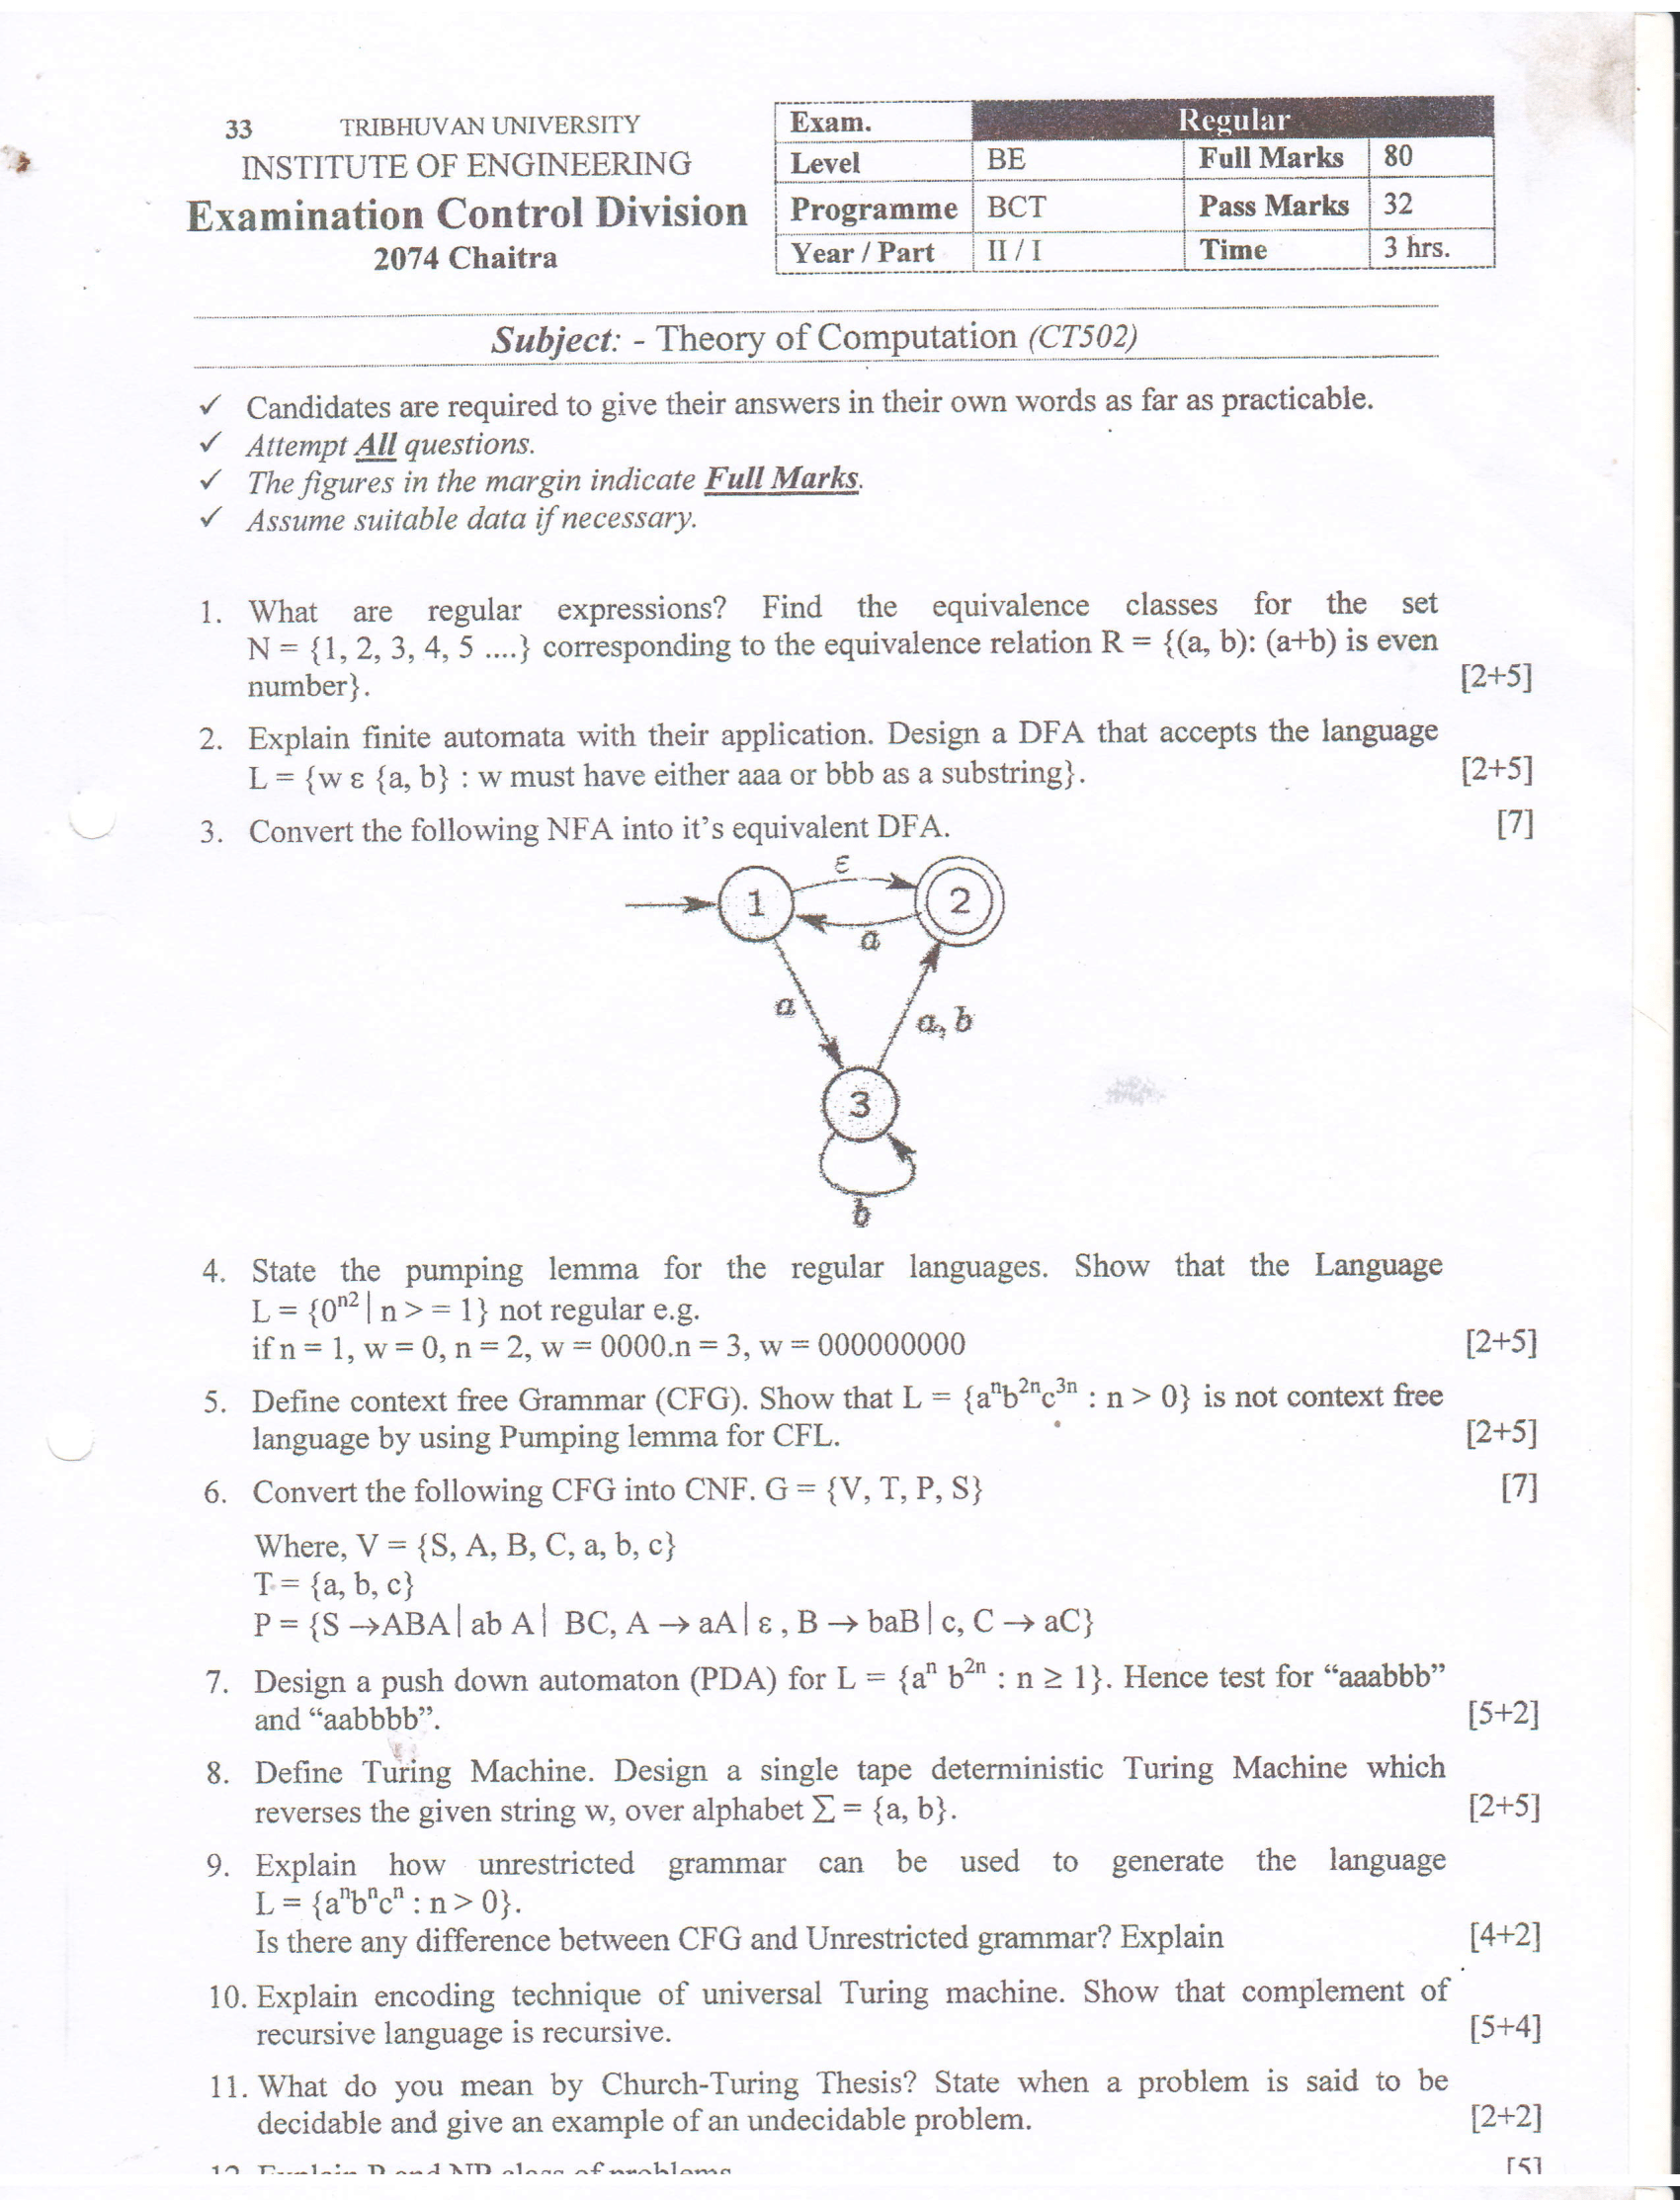 33 TRIBHUVAN UNIVERSITY
INSTITUTE OF ENGINEERING
Examination Control Division
2074 Chaitra
Exam. Regular
Level BE Full Marks 80
Programme BCT Pass Marks 32
Year / Part II / I Time 3 hrs.
Subject: - Theory of Computation (CT502)
✓ Candidates are required to give their answers in their own words as far as practicable.
✓ Attempt All questions.
✓ The figures in the margin indicate Full Marks.
✓ Assume suitable data if necessary.
1. What are regular expressions? Find the equivalence classes for the set
N = {1, 2, 3, 4, 5 ....} corresponding to the equivalence relation R = {(a, b): (a+b) is even
number}. [2+5]
2. Explain finite automata with their application. Design a DFA that accepts the language
L = {w ε {a, b} : w must have either aaa or bbb as a substring}. [2+5]
3. Convert the following NFA into it's equivalent DFA. [7]
ε
1 2
a
a
a, b
3
b
4. State the pumping lemma for the regular languages. Show that the Language
L = {0ⁿ² | n > = 1} not regular e.g.
if n = 1, w = 0, n = 2, w = 0000.n = 3, w = 000000000 [2+5]
5. Define context free Grammar (CFG). Show that L = {aⁿb²ⁿc³ⁿ : n > 0} is not context free
language by using Pumping lemma for CFL. [2+5]
6. Convert the following CFG into CNF. G = {V, T, P, S} [7]
Where, V = {S, A, B, C, a, b, c}
T = {a, b, c}
P = {S →ABA| ab A| BC, A → aA| ε , B → baB| c, C → aC}
7. Design a push down automaton (PDA) for L = {aⁿ b²ⁿ : n ≥ 1}. Hence test for “aaabbb”
and “aabbbb”. [5+2]
8. Define Turing Machine. Design a single tape deterministic Turing Machine which
reverses the given string w, over alphabet ∑ = {a, b}. [2+5]
9. Explain how unrestricted grammar can be used to generate the language
L = {aⁿbⁿcⁿ : n > 0}.
Is there any difference between CFG and Unrestricted grammar? Explain [4+2]
10. Explain encoding technique of universal Turing machine. Show that complement of
recursive language is recursive. [5+4]
11. What do you mean by Church-Turing Thesis? State when a problem is said to be
decidable and give an example of an undecidable problem. [2+2]
12. Explain P and NP class of problems. [5]